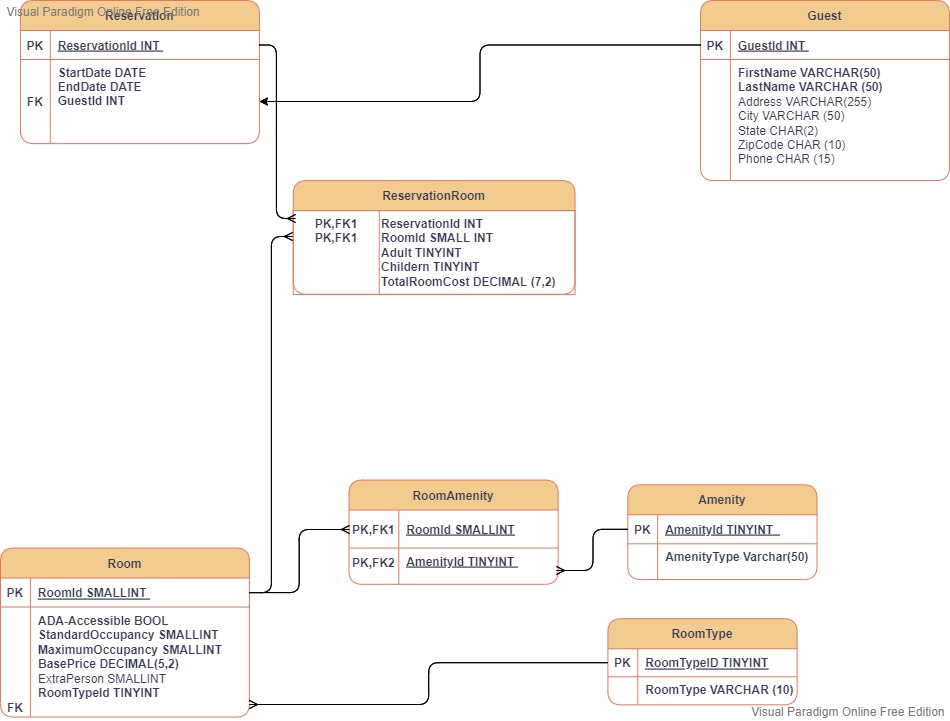 Visual Paradigm Online Free Edition
Reservation
PK ReservationId INT
StartDate DATE
EndDate DATE
FK GuestId INT
Guest
PK GuestId INT
FirstName VARCHAR(50)
LastName VARCHAR (50)
Address VARCHAR(255)
City VARCHAR (50)
State CHAR(2)
ZipCode CHAR (10)
Phone CHAR (15)
ReservationRoom
PK,FK1 ReservationId INT
PK,FK1 RoomId SMALL INT
Adult TINYINT
Childern TINYINT
TotalRoomCost DECIMAL (7,2)
RoomAmenity
PK,FK1 RoomId SMALLINT
PK,FK2 AmenityId TINYINT
Amenity
PK AmenityId TINYINT
AmenityType Varchar(50)
Room
PK RoomId SMALLINT
ADA-Accessible BOOL
StandardOccupancy SMALLINT
MaximumOccupancy SMALLINT
BasePrice DECIMAL(5,2)
ExtraPerson SMALLINT
RoomTypeId TINYINT
FK
RoomType
PK RoomTypeID TINYINT
RoomType VARCHAR (10)
Visual Paradigm Online Free Edition